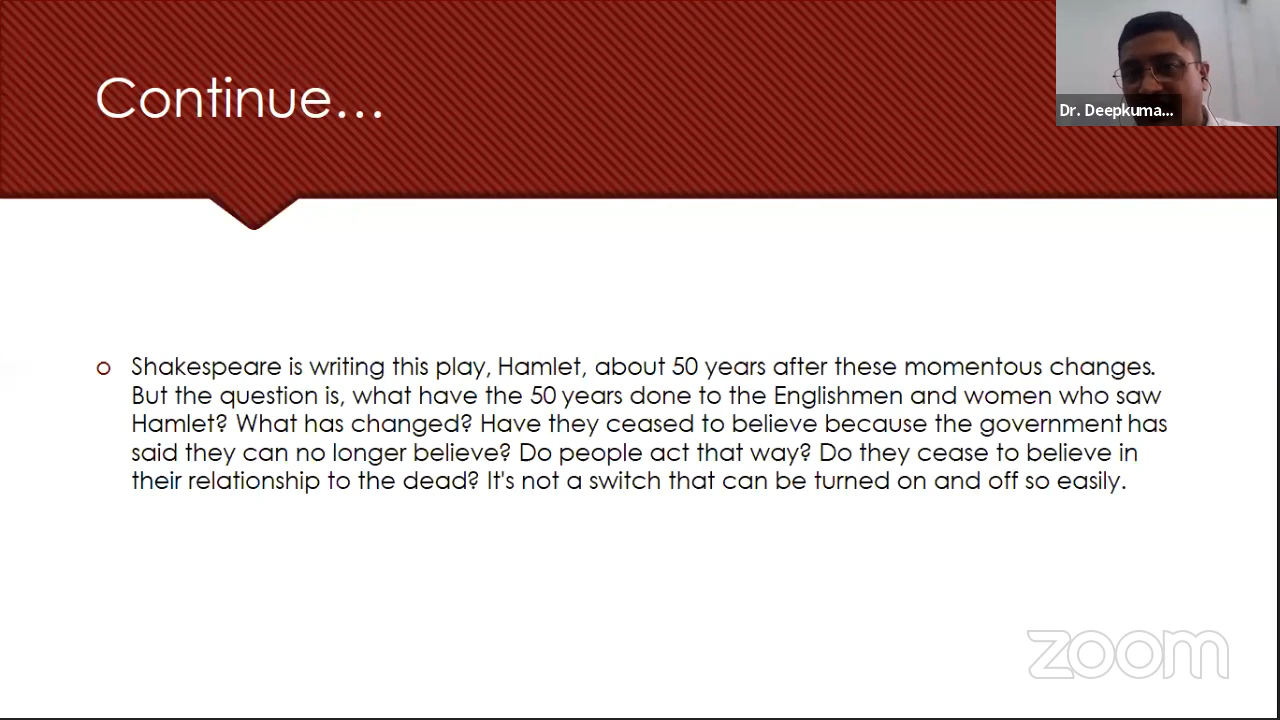 Continue...
Dr. Deepkuma...
Shakespeare is writing this play, Hamlet, about 50 years after these momentous changes.
But the question is, what have the 50 years done to the Englishmen and women who saw
Hamlet? What has changed? Have they ceased to believe because the government has
said they can no longer believe? Do people act that way? Do they cease to believe in
their relationship to the dead? It's not a switch that can be turned on and off so easily.
zoom